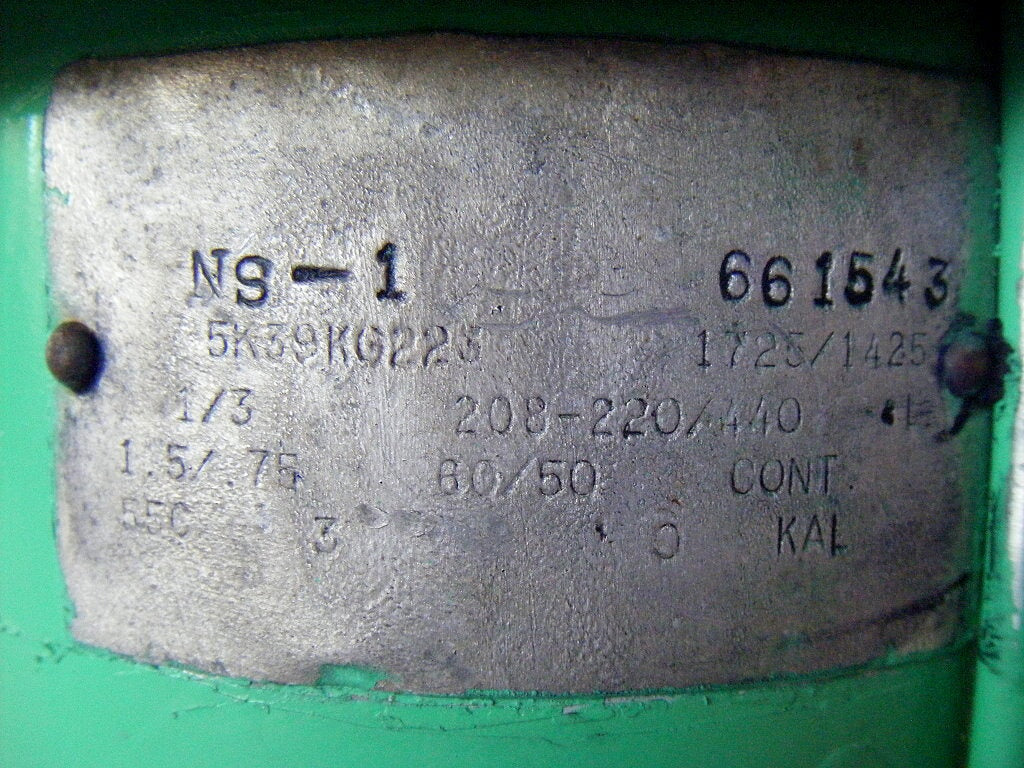 NS-1 661543
5K39KG223 1725/1425
1/3 208-220/440
1.5/.75 60/50 CONT.
55C 3 O KAL